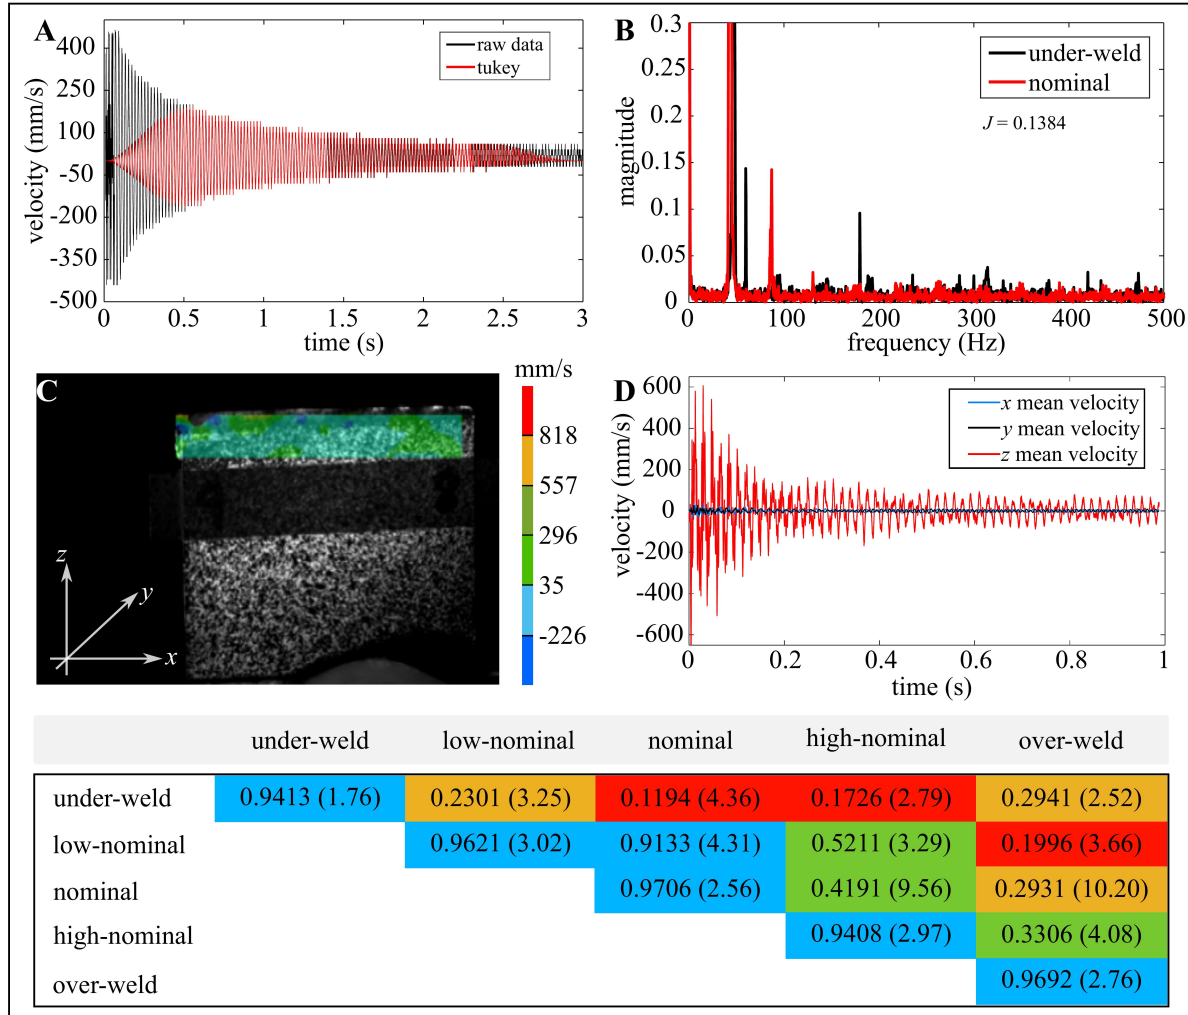 A
velocity (mm/s)
400
250
100
-50
-200
-350
-500
0
0.5
1
1.5
2
2.5
3
time (s)
raw data
tukey
B
magnitude
0.3
0.25
0.2
0.15
0.1
0.05
0
0
100
200
300
400
500
frequency (Hz)
under-weld
nominal
J = 0.1384
C
z
y
x
mm/s
818
557
296
35
-226
D
velocity (mm/s)
600
400
200
0
-200
-400
-600
0
0.2
0.4
0.6
0.8
1
time (s)
x mean velocity
y mean velocity
z mean velocity
under-weld low-nominal nominal high-nominal over-weld
under-weld 0.9413 (1.76) 0.2301 (3.25) 0.1194 (4.36) 0.1726 (2.79) 0.2941 (2.52)
low-nominal 0.9621 (3.02) 0.9133 (4.31) 0.5211 (3.29) 0.1996 (3.66)
nominal 0.9706 (2.56) 0.4191 (9.56) 0.2931 (10.20)
high-nominal 0.9408 (2.97) 0.3306 (4.08)
over-weld 0.9692 (2.76)